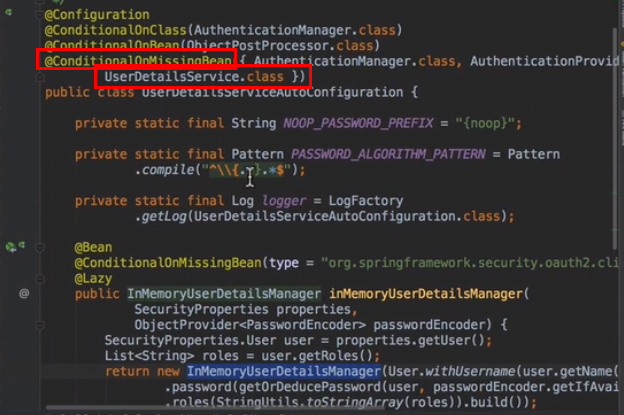 */
@Configuration
@ConditionalOnClass(AuthenticationManager.class)
@ConditionalOnBean(ObjectPostProcessor.class)
@ConditionalOnMissingBean { AuthenticationManager.class, AuthenticationProvid
UserDetailsService.class })
public class UserDetailsServiceAutoConfiguration {
private static final String NOOP_PASSWORD_PREFIX = "{noop}";
private static final Pattern PASSWORD_ALGORITHM_PATTERN = Pattern
.compile("^\\{.+}.*$");
private static final Log logger = LogFactory
.getLog(UserDetailsServiceAutoConfiguration.class);
@Bean
@ConditionalOnMissingBean(type = "org.springframework.security.oauth2.cli
@Lazy
@
public InMemoryUserDetailsManager inMemoryUserDetailsManager(
SecurityProperties properties,
ObjectProvider<PasswordEncoder> passwordEncoder) {
SecurityProperties.User user = properties.getUser();
List<String> roles = user.getRoles();
return new InMemoryUserDetailsManager(User.withUsername(user.getName(
.password(getOrDeducePassword(user, passwordEncoder.getIfAvai
.roles(StringUtils.toStringArray(roles)).build());